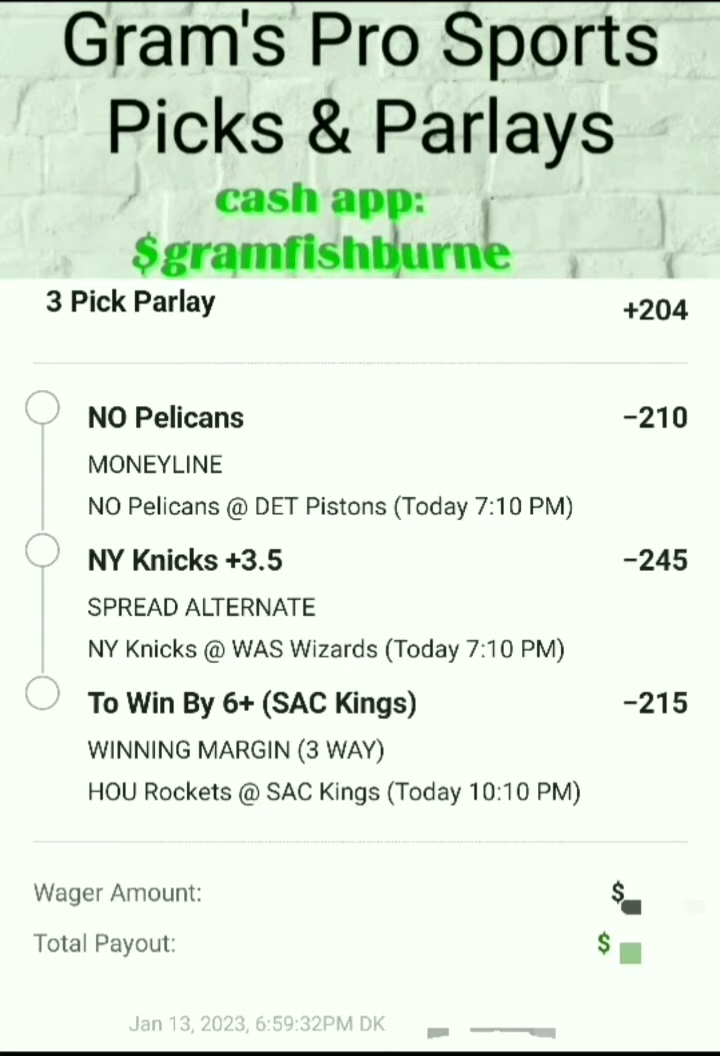 Gram's Pro Sports
Picks & Parlays
cash app:
$gramfishburne
3 Pick Parlay +204
NO Pelicans −210
MONEYLINE
NO Pelicans @ DET Pistons (Today 7:10 PM)
NY Knicks +3.5 −245
SPREAD ALTERNATE
NY Knicks @ WAS Wizards (Today 7:10 PM)
To Win By 6+ (SAC Kings) −215
WINNING MARGIN (3 WAY)
HOU Rockets @ SAC Kings (Today 10:10 PM)
Wager Amount: $
Total Payout: $
Jan 13, 2023, 6:59:32PM DK